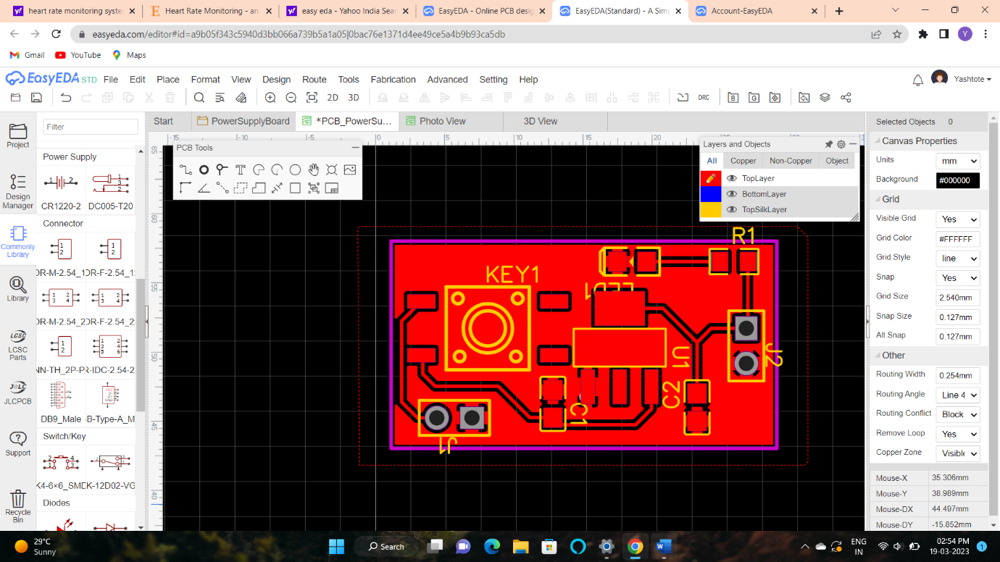 heart rate monitoring syste
Heart Rate Monitoring - an
easy eda - Yahoo India Sear
EasyEDA - Online PCB desig
EasyEDA(Standard) - A Simp
Account-EasyEDA
easyeda.com/editor#id=a9b05f343c5940d3bb066a739b5a1a05|0bac76e1371d4ee49ce5a4b9b93ca5db
Y
Gmail
YouTube
Maps
EasyEDA STD File Edit Place Format View Design Route Tools Fabrication Advanced Setting Help
Yashtote
2D 3D DRC
Project
Design
Manager
Commonly
Library
Library
LCSC
LCSC
Parts
J@LC
JLCPCB
Support
Recycle
Bin
Filter
Power Supply
CR1220-2 DC005-T20
Connector
DR-M-2.54_1
DR-F-2.54_1
DR-M-2.54_2
DR-F-2.54_2
NN-TH_2P-P
R-IDC-2.54-2
DB9_Male
B-Type-A_M
Switch/Key
K4-6×6_SME
K-12D02-VG
Diodes
Start PowerSupplyBoard *PCB_PowerSu... Photo View 3D View
-15 -10 -5 0 5 10 15 20
65
60
55
50
45
40
PCB Tools
Layers and Objects
All Copper Non-Copper Object
TopLayer
BottomLayer
TopSilkLayer
R1
KEY1
LED1
U1
J2
C2
C1
J1
Selected Objects 0
Canvas Properties
Units mm
Background #000000
Grid
Visible Grid Yes
Grid Color #FFFFFF
Grid Style line
Snap Yes
Grid Size 2.540mm
Snap Size 0.127mm
Alt Snap 0.127mm
Other
Routing Width 0.254mm
Routing Angle Line 4
Routing Conflict Block
Remove Loop Yes
Copper Zone Visible
Mouse-X 35.306mm
Mouse-Y 38.989mm
Mouse-DX 44.497mm
Mouse-DY -15.852mm
29°C
Sunny
Search
ENG
IN
02:54 PM
19-03-2023
1